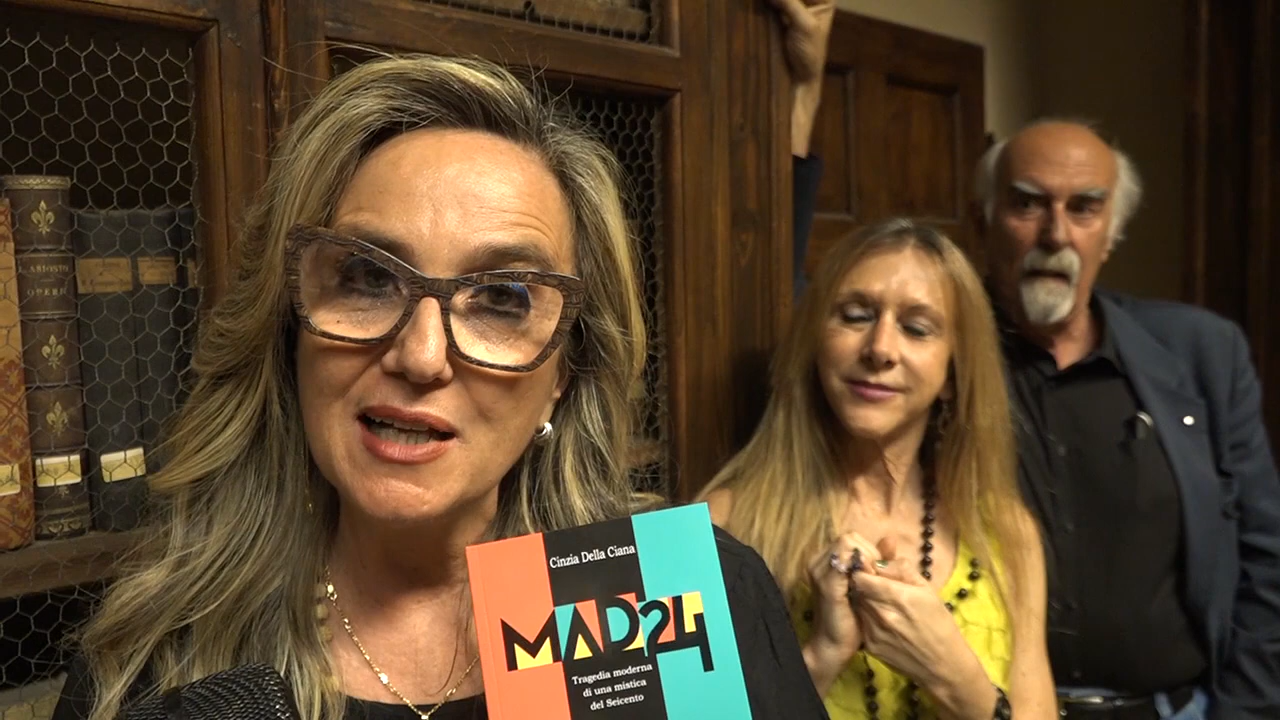 L. ARIOSTO
OPERE
Cinzia Della Ciana
MAD24
Tragedia moderna
di una mistica
del Seicento